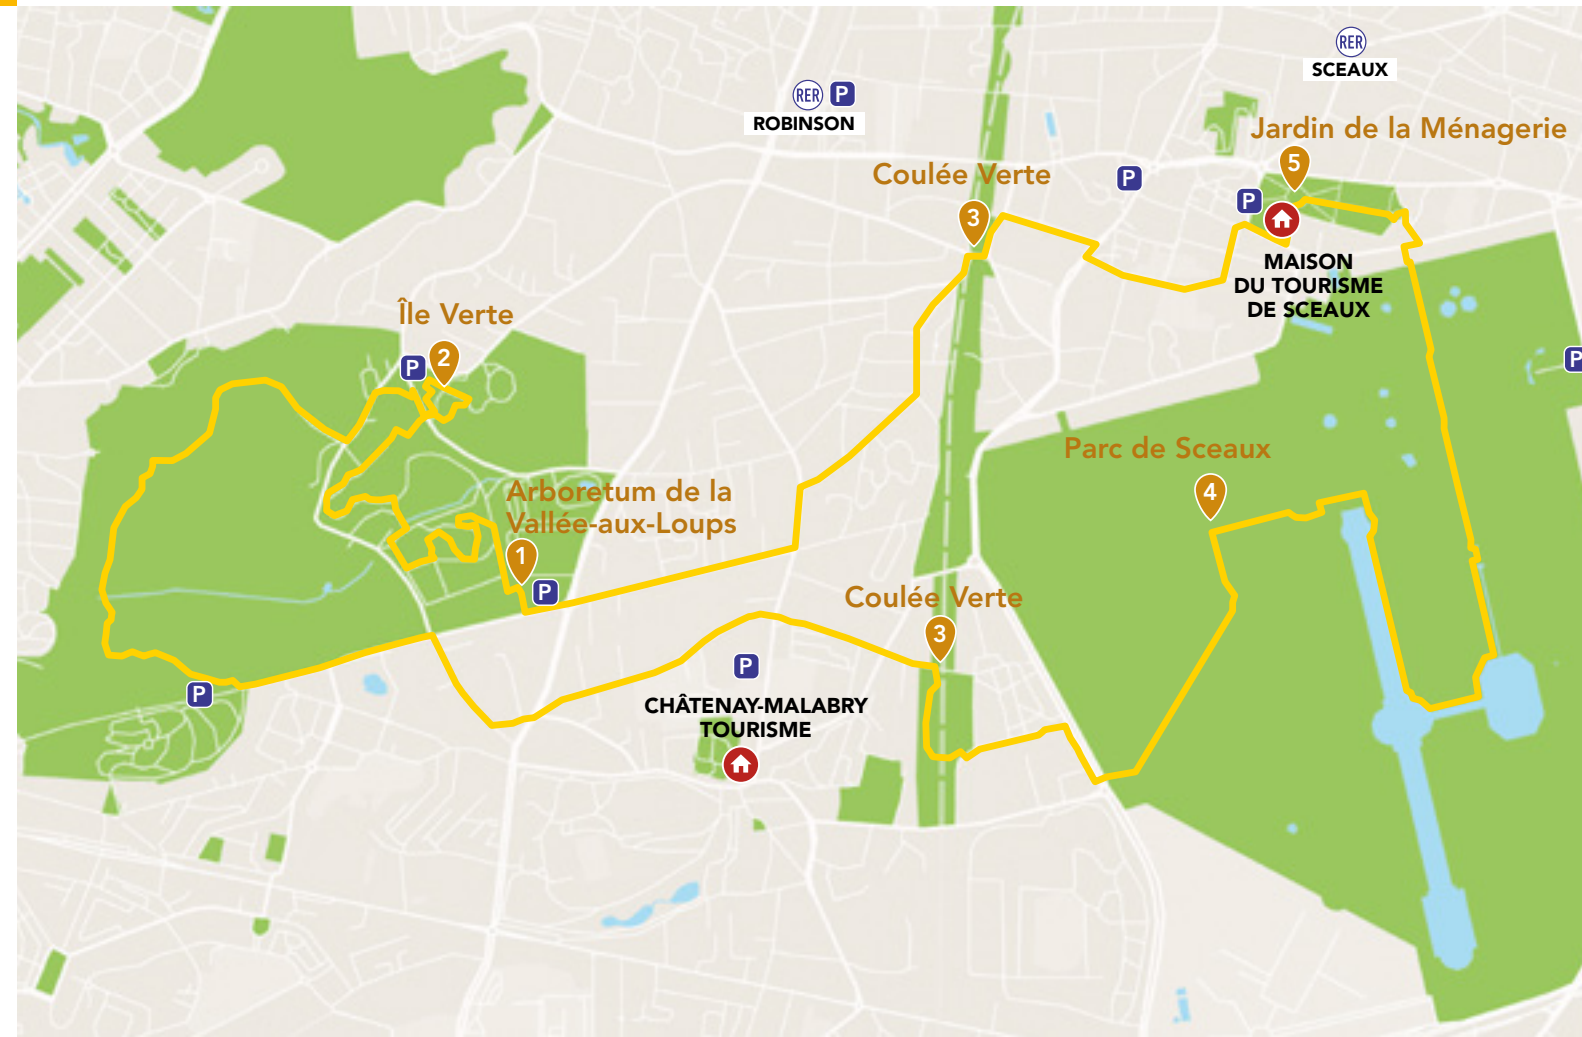 RER
SCEAUX
RER P
ROBINSON
Jardin de la Ménagerie
5
Coulée Verte
3
P
P
MAISON
DU TOURISME
DE SCEAUX
Île Verte
2
P
P
Parc de Sceaux
4
Arboretum de la
Vallée-aux-Loups
1
P
Coulée Verte
3
P
P
CHÂTENAY-MALABRY
TOURISME